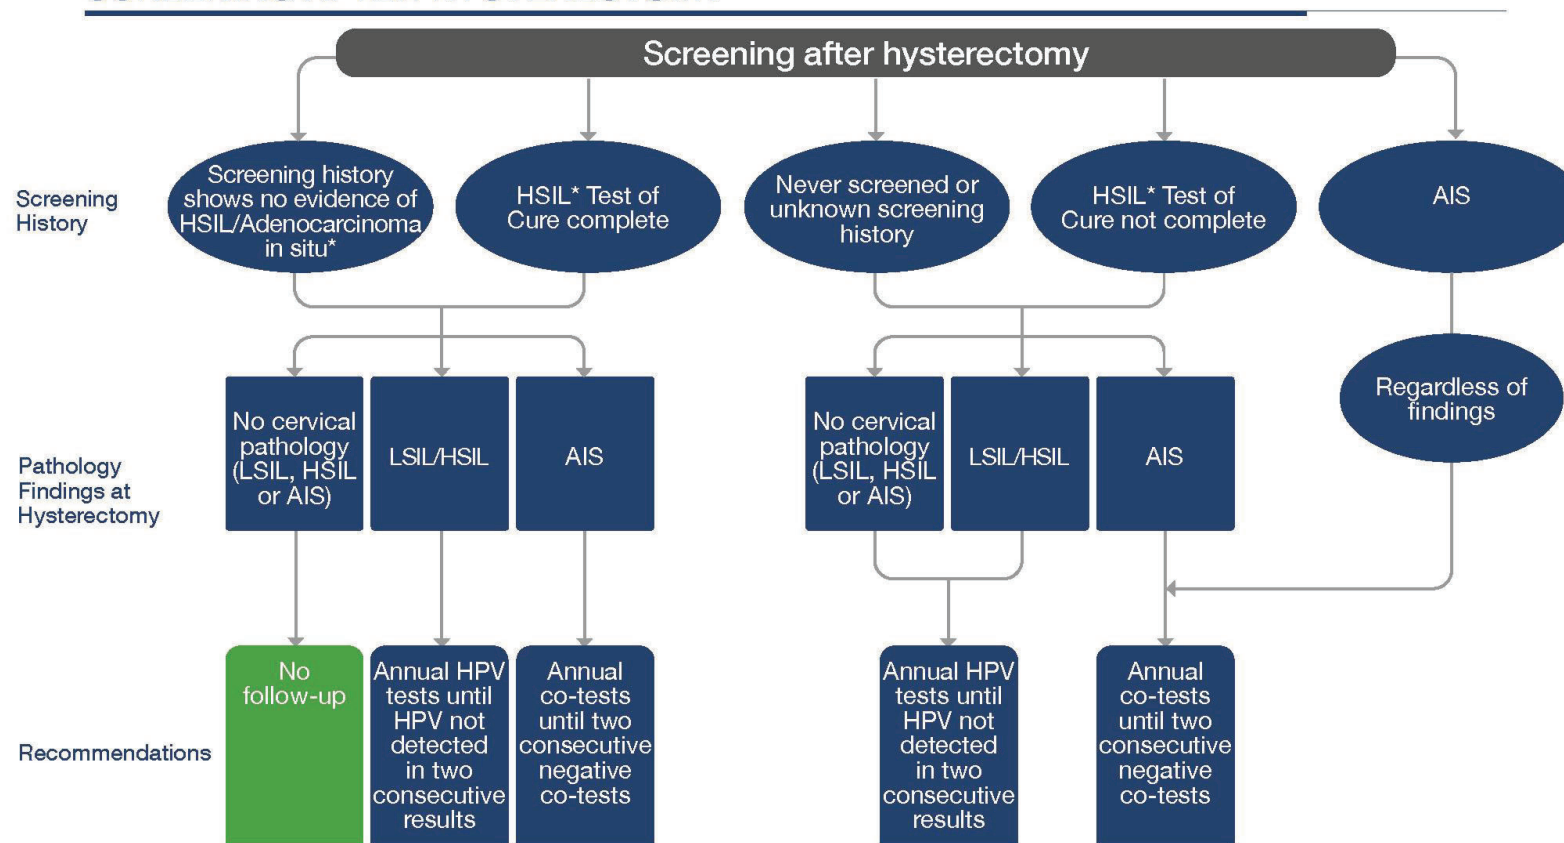 Screening after hysterectomy
Screening
History
Screening history
shows no evidence of
HSIL/Adenocarcinoma
in situ*
HSIL* Test of
Cure complete
Never screened or
unknown screening
history
HSIL* Test of
Cure not complete
AIS
Regardless of
findings
Pathology
Findings at
Hysterectomy
No cervical
pathology
(LSIL, HSIL
or AIS)
LSIL/HSIL
AIS
No cervical
pathology
(LSIL, HSIL
or AIS)
LSIL/HSIL
AIS
Recommendations
No
follow-up
Annual HPV
tests until
HPV not
detected
in two
consecutive
results
Annual
co-tests
until two
consecutive
negative
co-tests
Annual HPV
tests until
HPV not
detected
in two
consecutive
results
Annual
co-tests
until two
consecutive
negative
co-tests